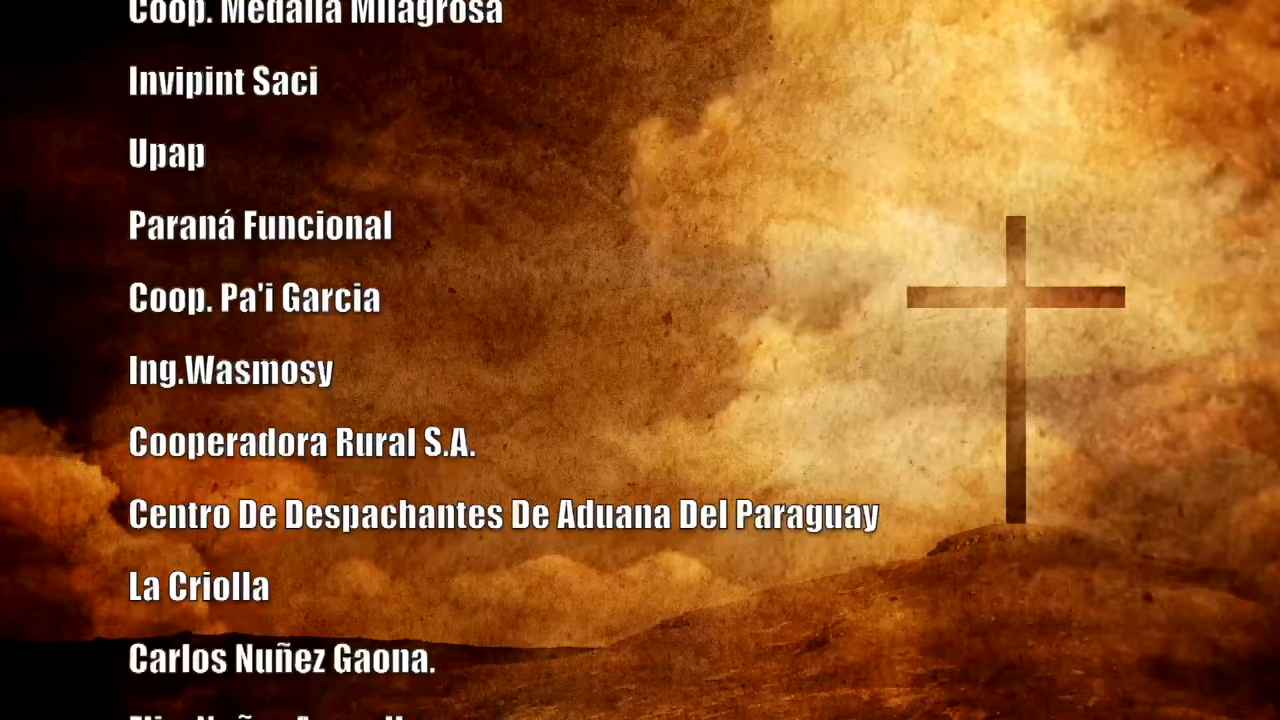 Coop. Medalla Milagrosa
Invipint Saci
Upap
Paraná Funcional
Coop. Pa'i Garcia
Ing.Wasmosy
Cooperadora Rural S.A.
Centro De Despachantes De Aduana Del Paraguay
La Criolla
Carlos Nuñez Gaona.